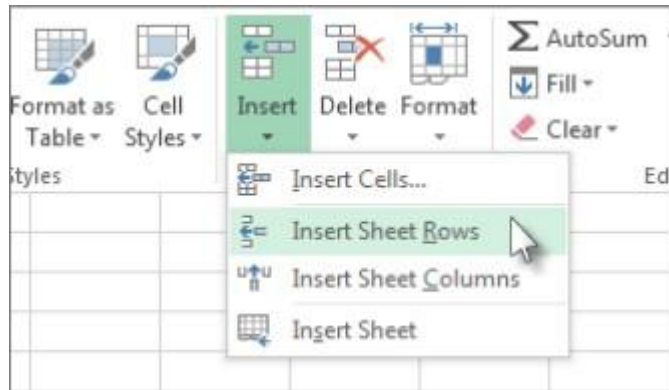 Format as Table
Cell Styles
Insert
Delete
Format
AutoSum
Fill
Clear
Styles
Ed
Insert Cells...
Insert Sheet Rows
Insert Sheet Columns
Insert Sheet